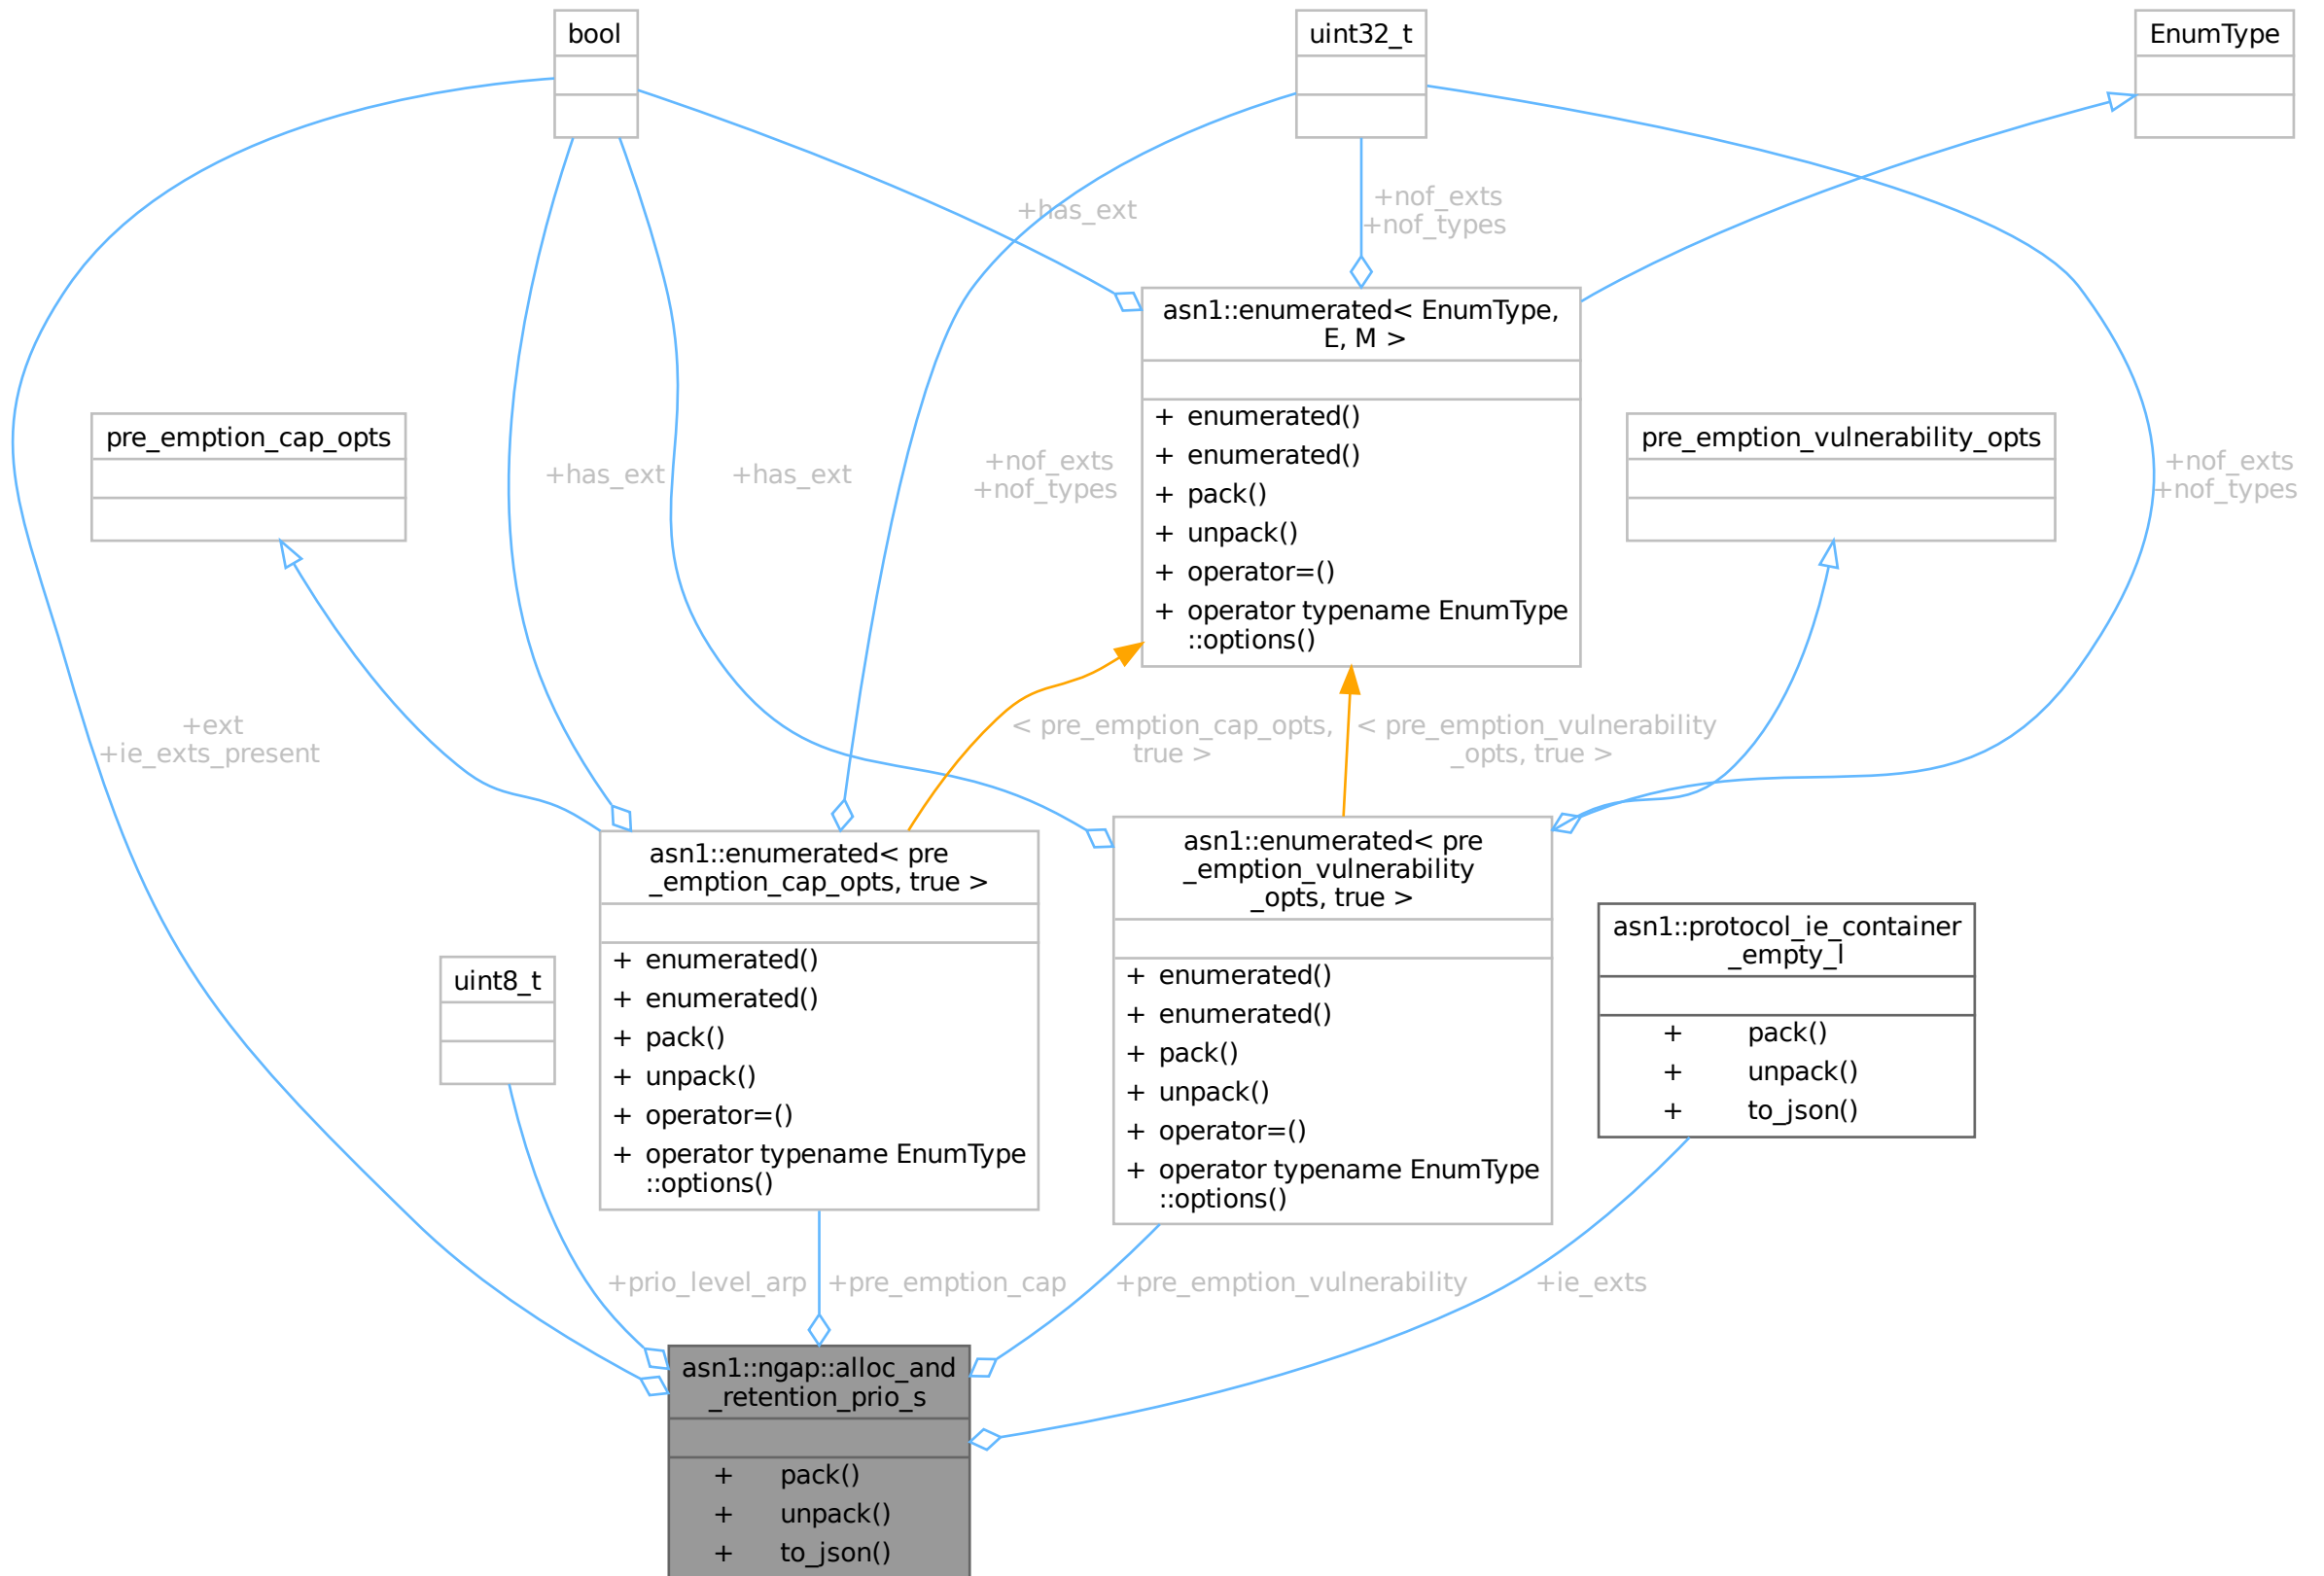 bool
uint32_t
EnumType
+has_ext
+nof_exts
+nof_types
asn1::enumerated< EnumType,
E, M >
+ enumerated()
+ enumerated()
+ pack()
+ unpack()
+ operator=()
+ operator typename EnumType
::options()
pre_emption_cap_opts
+has_ext
+has_ext
+nof_exts
+nof_types
pre_emption_vulnerability_opts
+nof_exts
+nof_types
+ext
+ie_exts_present
< pre_emption_cap_opts,
true >
< pre_emption_vulnerability
_opts, true >
asn1::enumerated< pre
_emption_cap_opts, true >
+ enumerated()
+ enumerated()
+ pack()
+ unpack()
+ operator=()
+ operator typename EnumType
::options()
asn1::enumerated< pre
_emption_vulnerability
_opts, true >
+ enumerated()
+ enumerated()
+ pack()
+ unpack()
+ operator=()
+ operator typename EnumType
::options()
asn1::protocol_ie_container
_empty_l
+ pack()
+ unpack()
+ to_json()
uint8_t
+prio_level_arp
+pre_emption_cap
+pre_emption_vulnerability
+ie_exts
asn1::ngap::alloc_and
_retention_prio_s
+ pack()
+ unpack()
+ to_json()